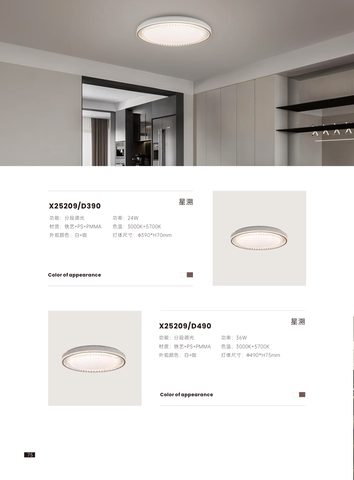 X25209/D390 星溯
功能：分段调光 功率：24W
材质：铁艺+PS+PMMA 色温：3000K+5700K
外观颜色：白+咖 灯体尺寸：Φ390*H70mm
Color of appearance
X25209/D490 星溯
功能：分段调光 功率：36W
材质：铁艺+PS+PMMA 色温：3000K+5700K
外观颜色：白+咖 灯体尺寸：Φ490*H75mm
Color of appearance
75